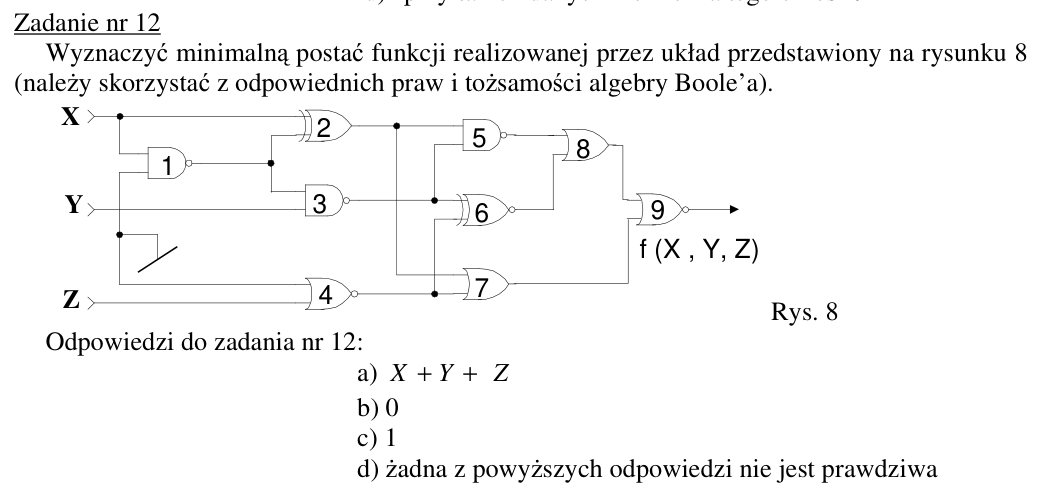 Zadanie nr 12
Wyznaczyć minimalną postać funkcji realizowanej przez układ przedstawiony na rysunku 8
(należy skorzystać z odpowiednich praw i tożsamości algebry Boole’a).
X
2
5
8
1
Y
3
6
9
f (X , Y, Z)
Z
4
7
Rys. 8
Odpowiedzi do zadania nr 12:
a) X + Y + Z
b) 0
c) 1
d) żadna z powyższych odpowiedzi nie jest prawdziwa